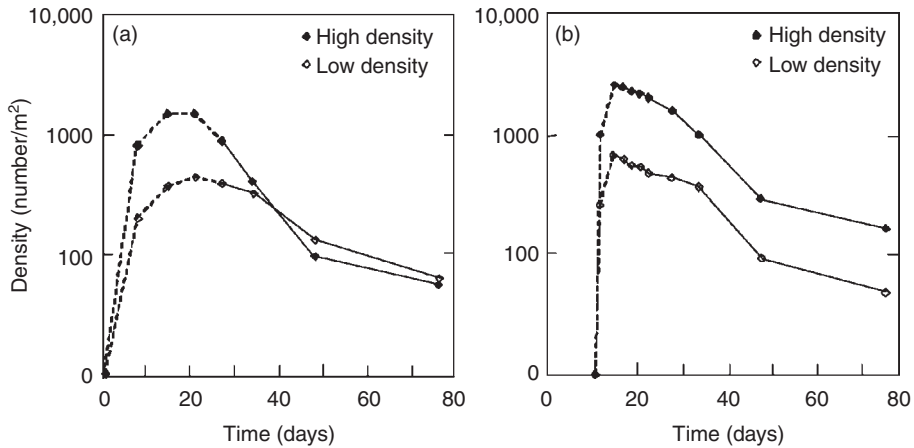 (a)
High density
Low density
10,000
1000
100
0
Density (number/m²)
0 20 40 60 80
Time (days)
(b)
High density
Low density
10,000
1000
100
0
0 20 40 60 80
Time (days)